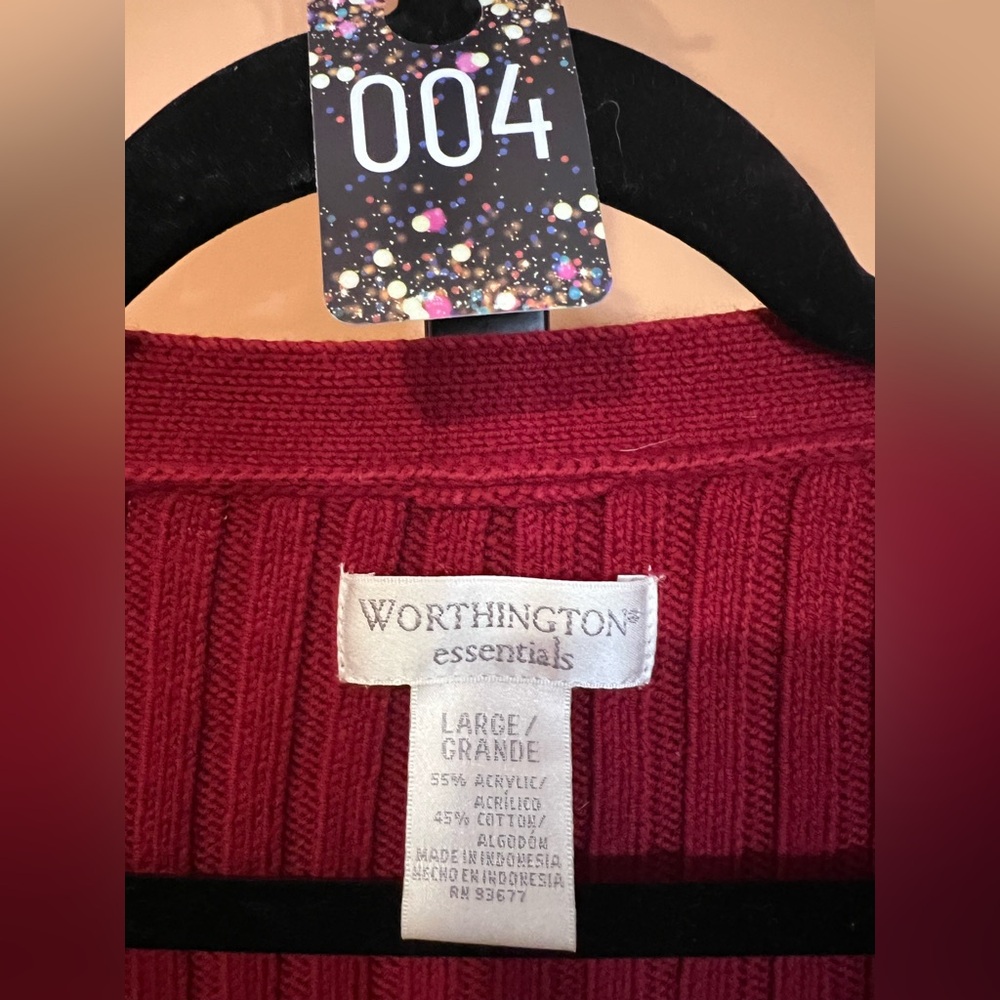 004
WORTHINGTON®
essentials
LARGE/
GRANDE
55% ACRYLIC/
ACRÍLICO
45% COTTON/
ALGODÓN
MADE IN INDONESIA
HECHO EN INDONESIA
RN 93677